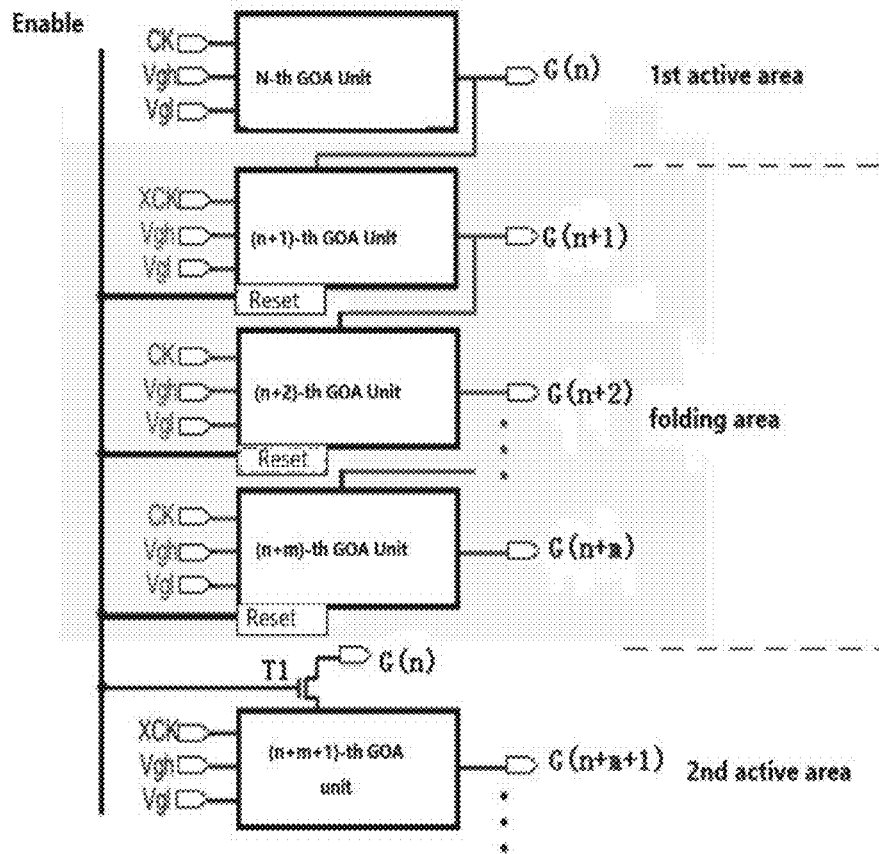 Enable
CK
Vgh
Vgl
N-th GOA Unit
G(n)
1st active area
XCK
Vgh
Vgl
(n+1)-th GOA Unit
G(n+1)
Reset
CK
Vgh
Vgl
(n+2)-th GOA Unit
G(n+2)
folding area
Reset
CK
Vgh
Vgl
(n+m)-th GOA Unit
G(n+m)
Reset
T1
G(n)
XCK
Vgh
Vgl
(n+m+1)-th GOA
unit
G(n+m+1)
2nd active area